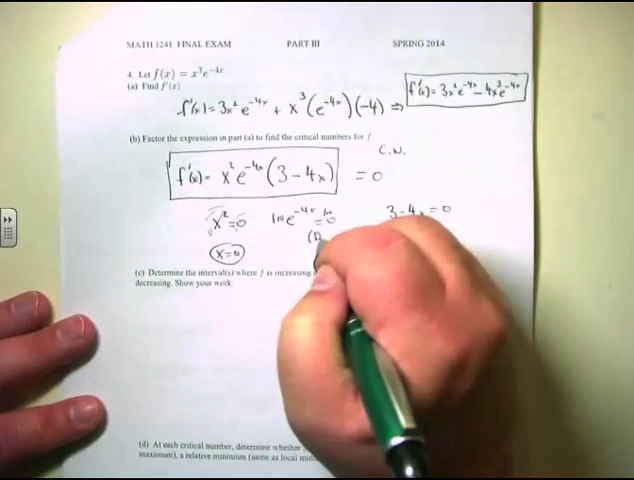 MATH 1241 FINAL EXAM PART III SPRING 2014
4. Let f(x) = x³e⁻⁴ˣ
(a) Find f'(x)
f'(x) = 3x²e⁻⁴ˣ + x³(e⁻⁴ˣ)(-4) ⇒ f'(x) = 3x²e⁻⁴ˣ - 4x³e⁻⁴ˣ
(b) Factor the expression in part (a) to find the critical numbers for f
C.N.
f'(x) = x²e⁻⁴ˣ(3 - 4x) = 0
x² = 0 ln e⁻⁴ˣ = ln 0 3 - 4x = 0
x = 0
(c) Determine the interval(s) where f is increasing
decreasing. Show your work.
(d) At each critical number, determine whether
maximum), a relative minimum (same as local